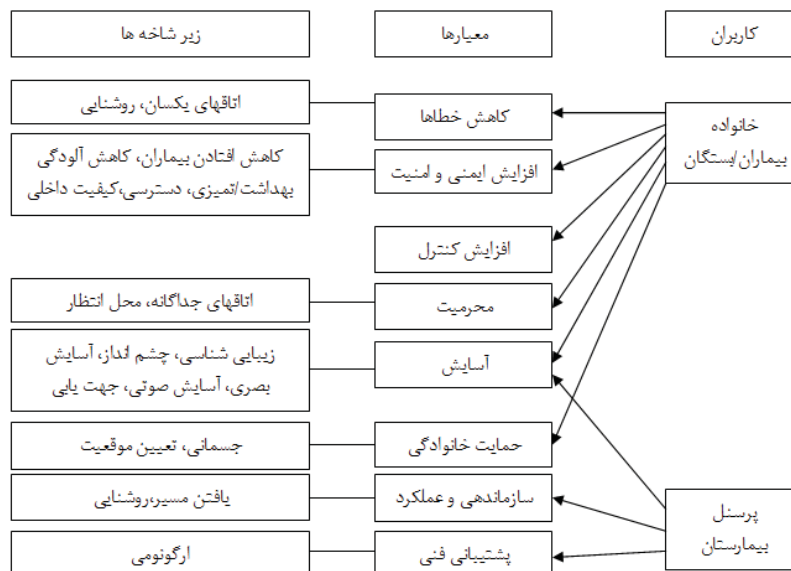 کاربران
معیارها
زیر شاخه ها
خانواده
بیماران/بستگان
کاهش خطاها
اتاقهای یکسان، روشنایی
افزایش ایمنی و امنیت
کاهش افتادن بیماران، کاهش آلودگی
بهداشت/تمیزی، دسترسی،کیفیت داخلی
افزایش کنترل
محرمیت
اتاقهای جداگانه، محل انتظار
آسایش
زیبایی شناسی، چشم انداز، آسایش
بصری، آسایش صوتی، جهت یابی
حمایت خانوادگی
جسمانی، تعیین موقعیت
پرسنل
بیمارستان
سازماندهی و عملکرد
یافتن مسیر،روشنایی
پشتیبانی فنی
ارگونومی